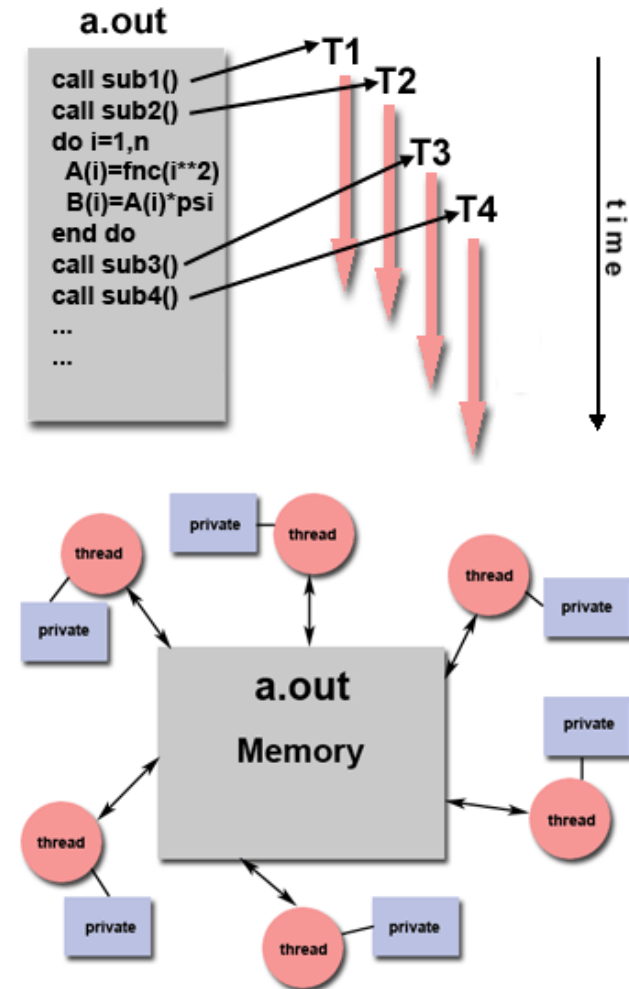 a.out
call sub1()
call sub2()
do i=1,n
A(i)=fnc(i**2)
B(i)=A(i)*psi
end do
call sub3()
call sub4()
...
...
T1
T2
T3
T4
time
private
thread
thread
private
thread
private
a.out
Memory
private
thread
thread
private
thread
private